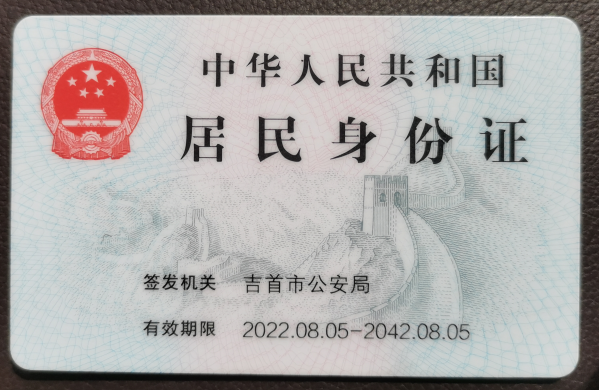 中华人民共和国
居民身份证
签发机关 吉首市公安局
有效期限 2022.08.05-2042.08.05